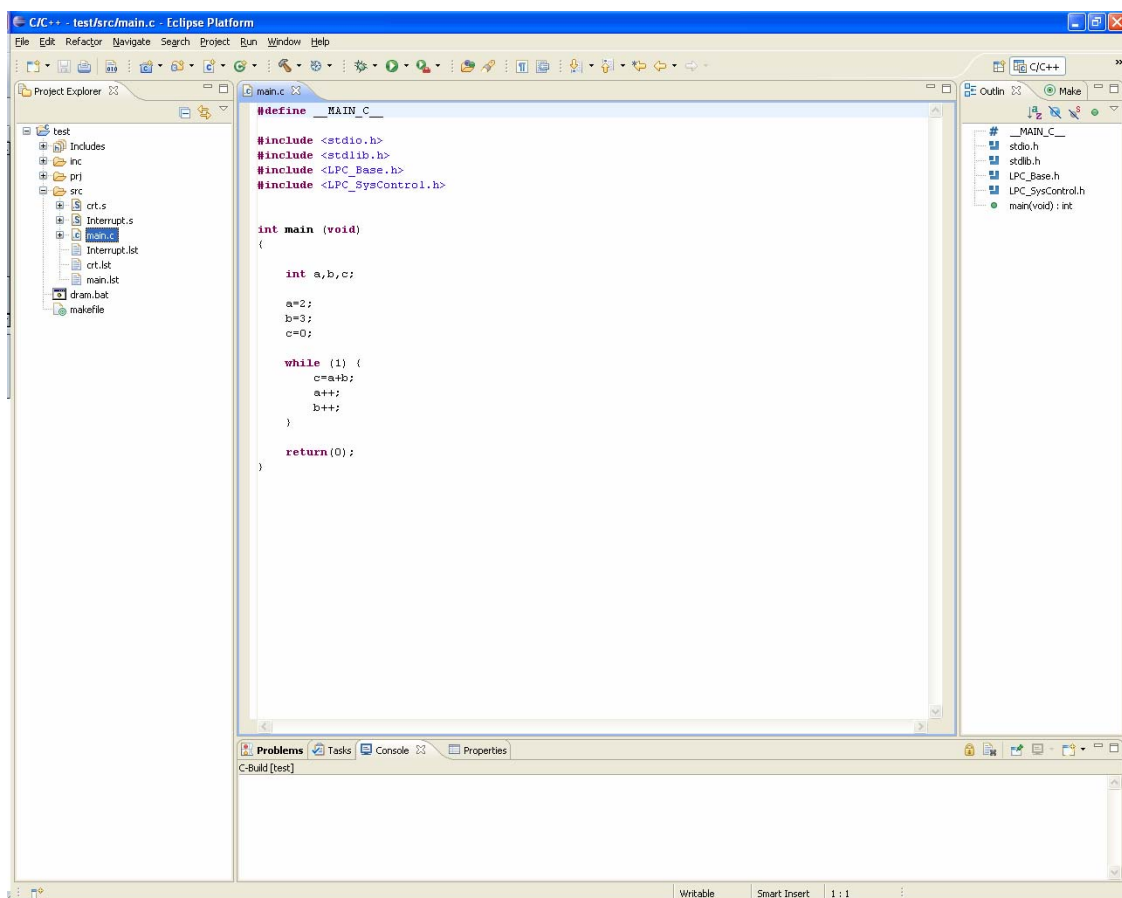 C/C++ - test/src/main.c - Eclipse Platform
File Edit Refactor Navigate Search Project Run Window Help
C/C++
Project Explorer
test
Includes
inc
prj
src
crt.s
Interrupt.s
main.c
Interrupt.lst
crt.lst
main.lst
dram.bat
makefile
main.c
#define __MAIN_C__
#include <stdio.h>
#include <stdlib.h>
#include <LPC_Base.h>
#include <LPC_SysControl.h>
int main (void)
{
int a,b,c;
a=2;
b=3;
c=0;
while (1) {
c=a+b;
a++;
b++;
}
return(0);
}
Outlin Make
__MAIN_C__
stdio.h
stdlib.h
LPC_Base.h
LPC_SysControl.h
main(void) : int
Problems Tasks Console Properties
C-Build [test]
Writable Smart Insert 1 : 1